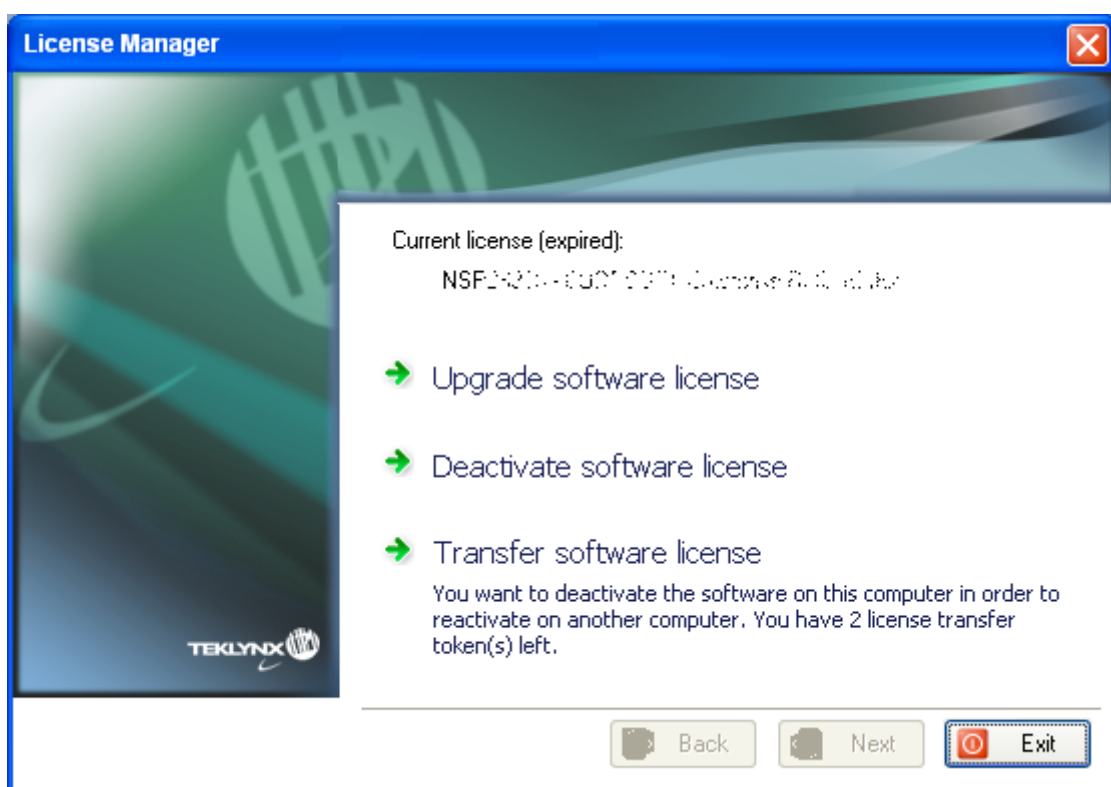 License Manager
Current license (expired):
Upgrade software license
Deactivate software license
Transfer software license
You want to deactivate the software on this computer in order to
reactivate on another computer. You have 2 license transfer
token(s) left.
TEKLYNX
Back Next Exit